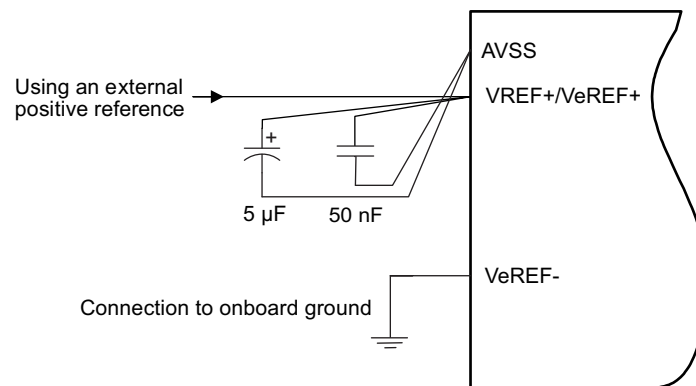 AVSS
Using an external
positive reference
VREF+/VeREF+
+
5 µF
50 nF
VeREF-
Connection to onboard ground